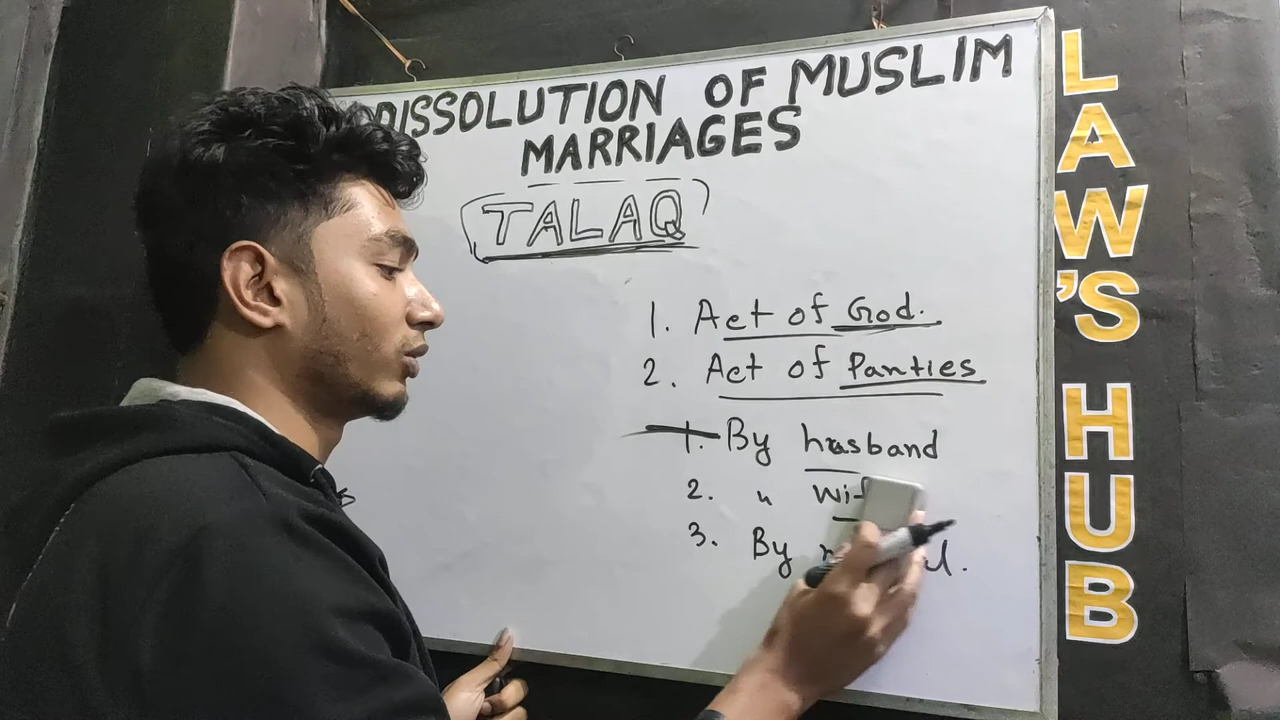 DISSOLUTION OF MUSLIM
MARRIAGES
TALAQ
1. Act of God.
2. Act of Parties
1. By husband
2. "
3. By
LAW'S HUB